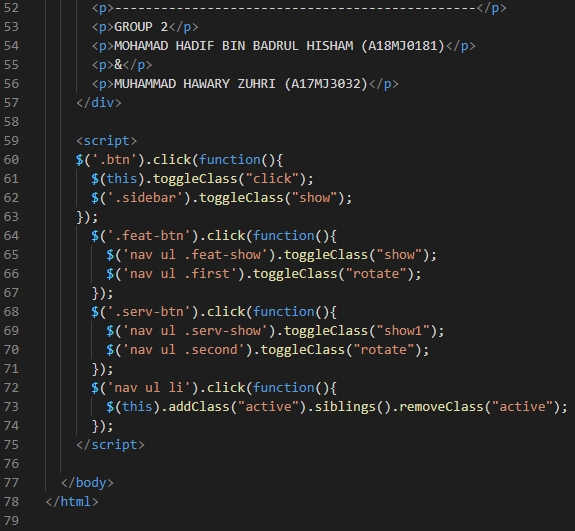 52 <p>-----------------------------------------------</p>
53 <p>GROUP 2</p>
54 <p>MOHAMAD HADIF BIN BADRUL HISHAM (A18MJ0181)</p>
55 <p>&</p>
56 <p>MUHAMMAD HAWARY ZUHRI (A17MJ3032)</p>
57 </div>
58
59 <script>
60 $('.btn').click(function(){
61 $(this).toggleClass("click");
62 $('.sidebar').toggleClass("show");
63 });
64 $('.feat-btn').click(function(){
65 $('nav ul .feat-show').toggleClass("show");
66 $('nav ul .first').toggleClass("rotate");
67 });
68 $('.serv-btn').click(function(){
69 $('nav ul .serv-show').toggleClass("show1");
70 $('nav ul .second').toggleClass("rotate");
71 });
72 $('nav ul li').click(function(){
73 $(this).addClass("active").siblings().removeClass("active");
74 });
75 </script>
76
77 </body>
78 </html>
79